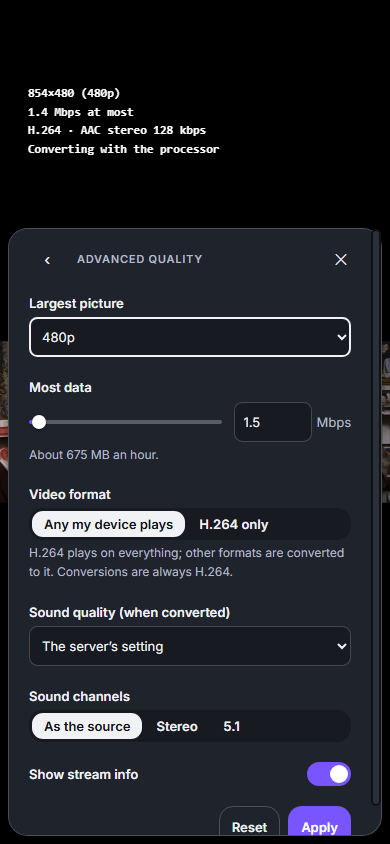 854×480 (480p)
1.4 Mbps at most
H.264 · AAC stereo 128 kbps
Converting with the processor
ADVANCED QUALITY
Largest picture
480p
Most data
1.5 Mbps
About 675 MB an hour.
Video format
Any my device plays H.264 only
H.264 plays on everything; other formats are converted
to it. Conversions are always H.264.
Sound quality (when converted)
The server’s setting
Sound channels
As the source Stereo 5.1
Show stream info
Reset Apply